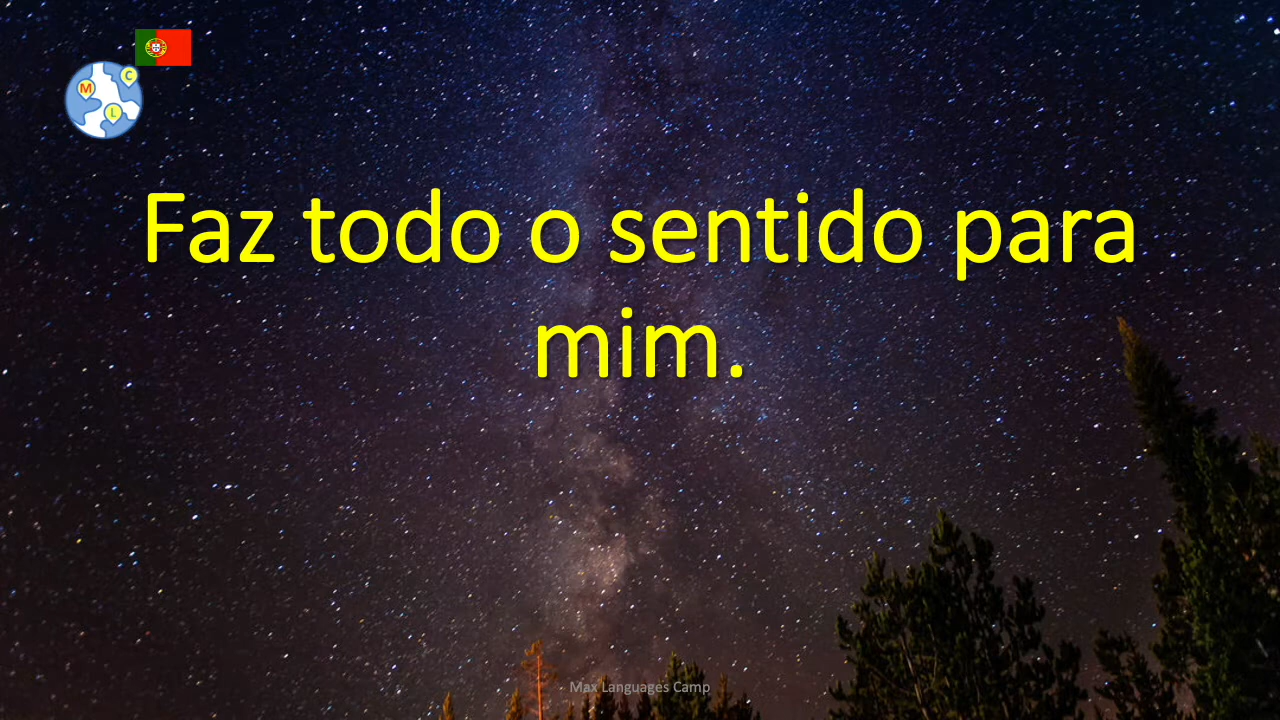 M
C
L
Faz todo o sentido para
mim.
Max Languages Camp